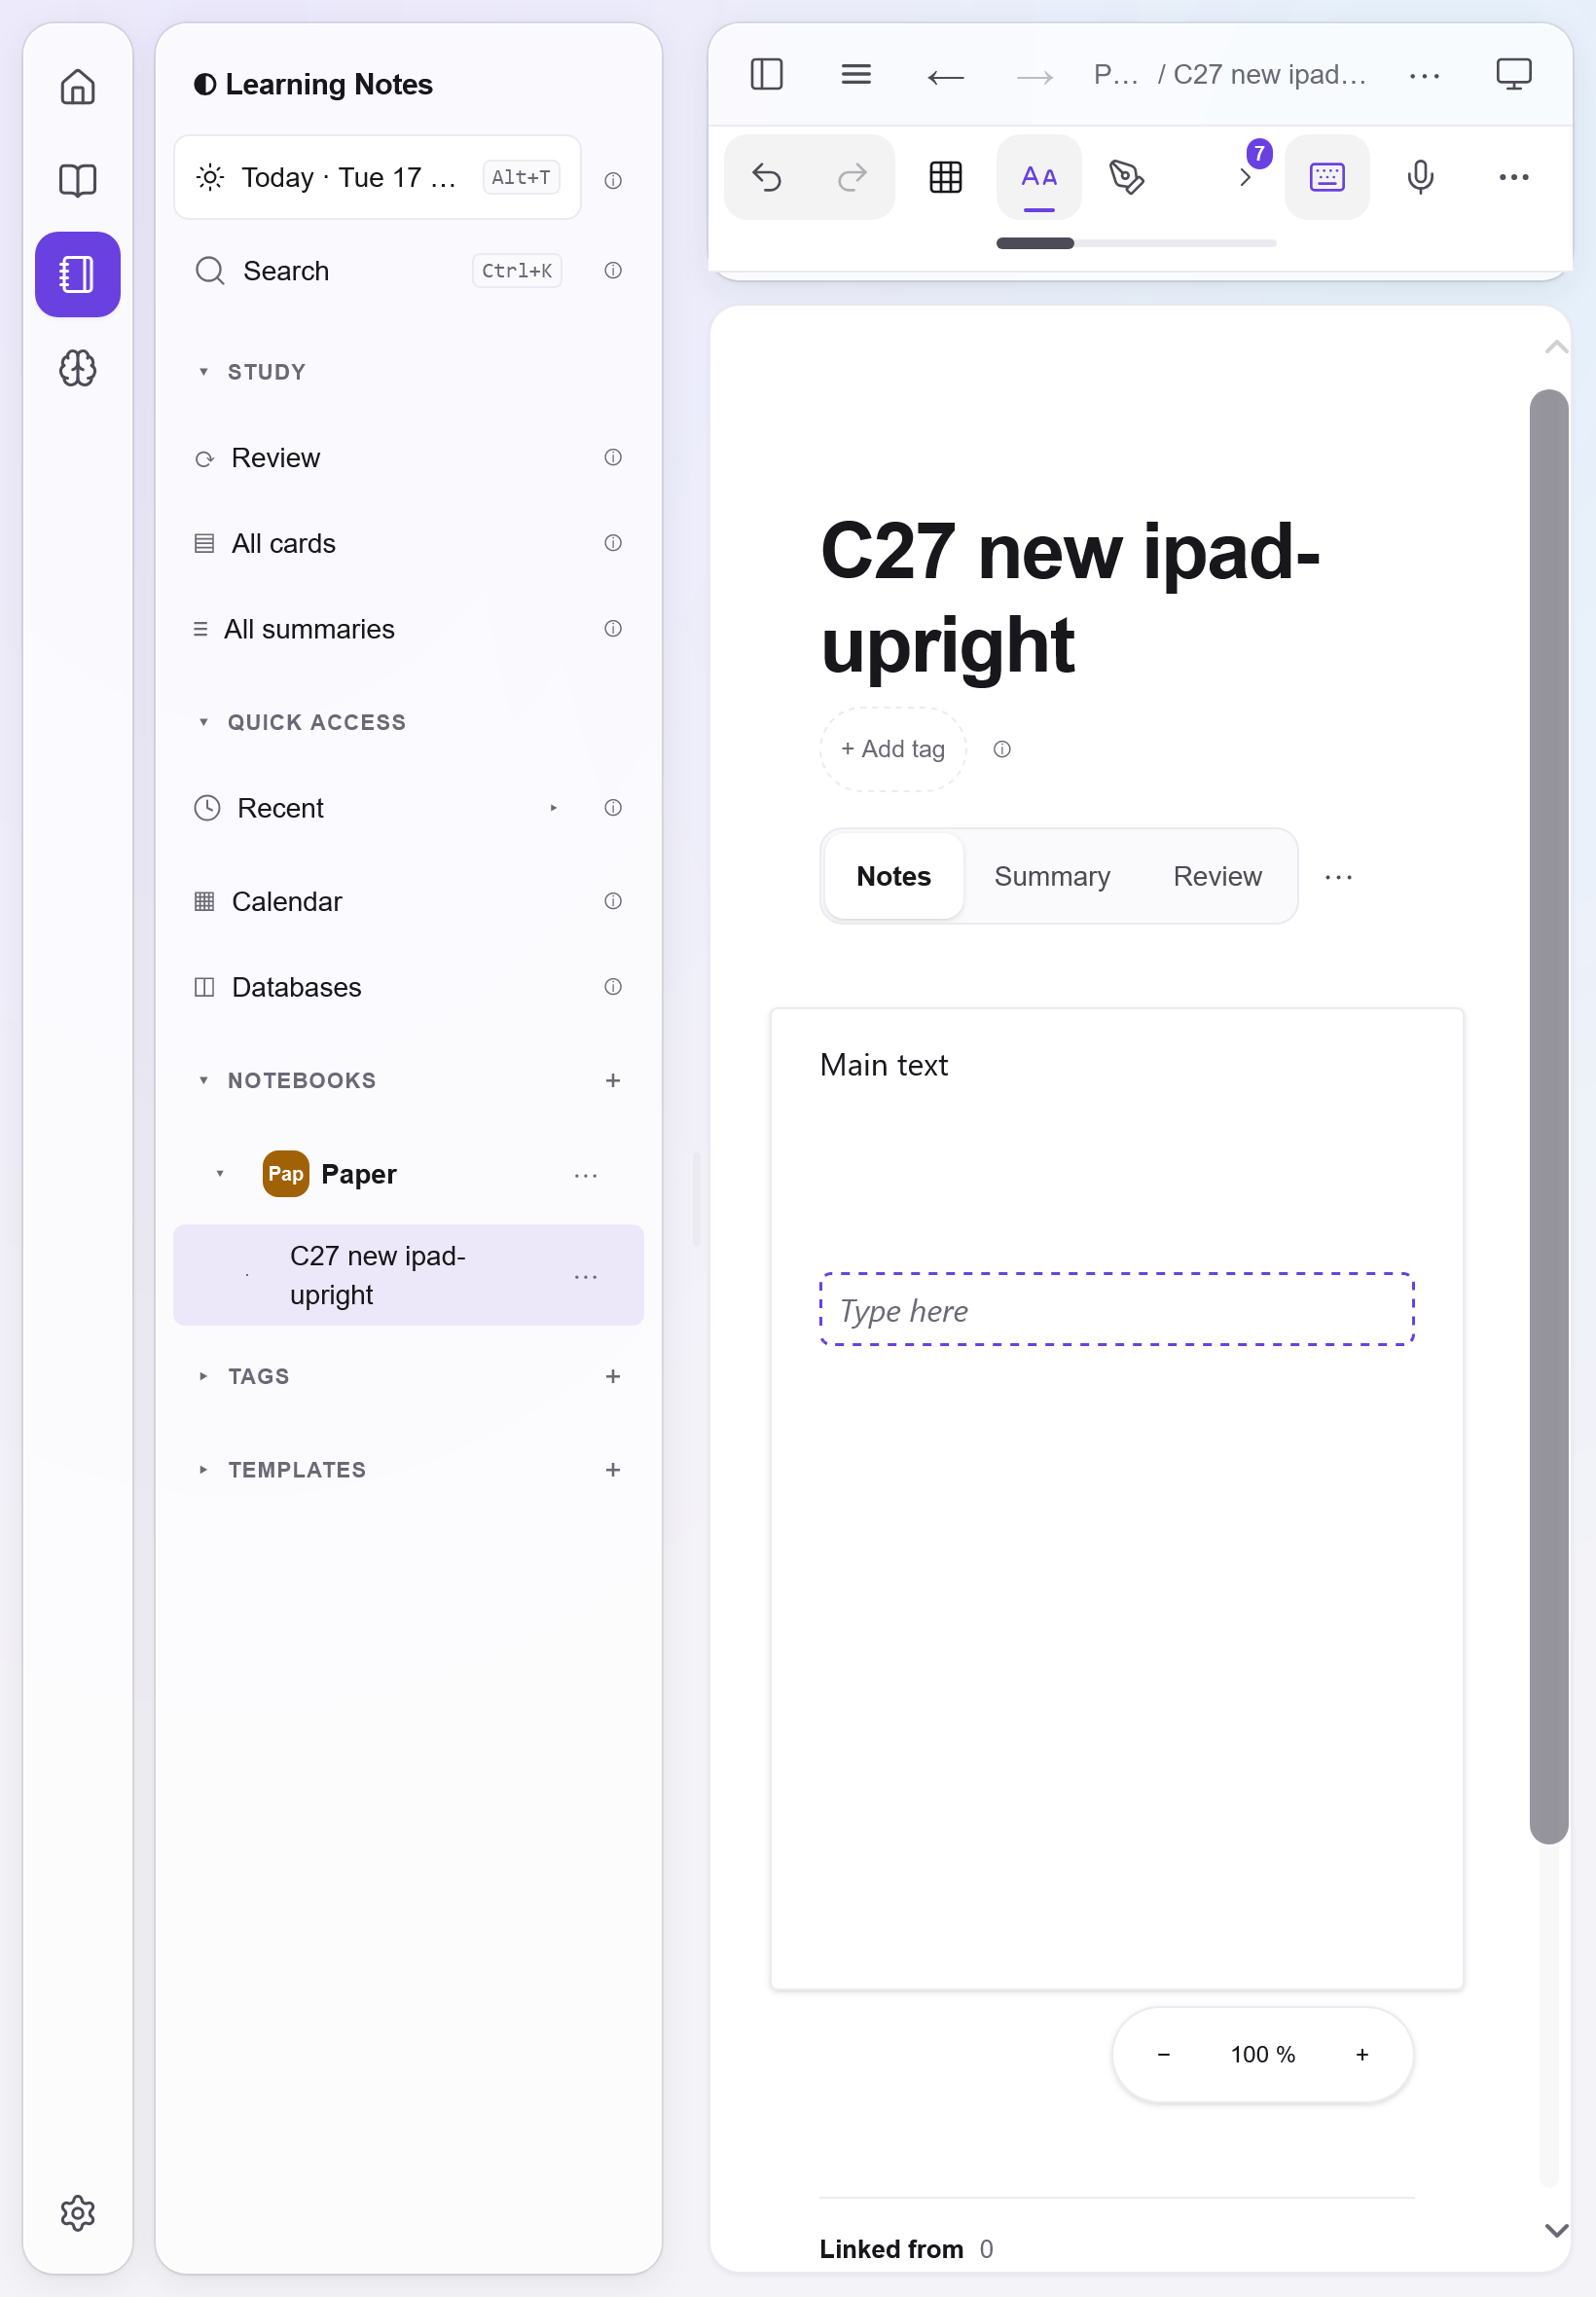 Learning Notes
Today · Tue 17 … Alt+T
Search Ctrl+K
STUDY
Review
All cards
All summaries
QUICK ACCESS
Recent
Calendar
Databases
NOTEBOOKS +
Pap Paper …
C27 new ipad-
upright …
TAGS +
TEMPLATES +
P… / C27 new ipad… …
AA 7
C27 new ipad-
upright
+ Add tag
Notes Summary Review …
Main text
Type here
− 100 % +
Linked from 0